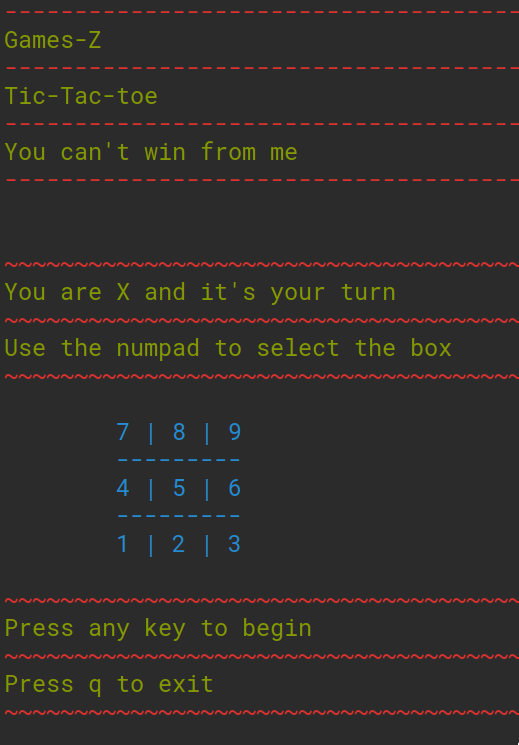 -------------------------------------
Games-Z
-------------------------------------
Tic-Tac-toe
-------------------------------------
You can't win from me
-------------------------------------
~~~~~~~~~~~~~~~~~~~~~~~~~~~~~~~~~~~~~
You are X and it's your turn
~~~~~~~~~~~~~~~~~~~~~~~~~~~~~~~~~~~~~
Use the numpad to select the box
~~~~~~~~~~~~~~~~~~~~~~~~~~~~~~~~~~~~~
7 | 8 | 9
---------
4 | 5 | 6
---------
1 | 2 | 3
~~~~~~~~~~~~~~~~~~~~~~~~~~~~~~~~~~~~~
Press any key to begin
~~~~~~~~~~~~~~~~~~~~~~~~~~~~~~~~~~~~~
Press q to exit
~~~~~~~~~~~~~~~~~~~~~~~~~~~~~~~~~~~~~